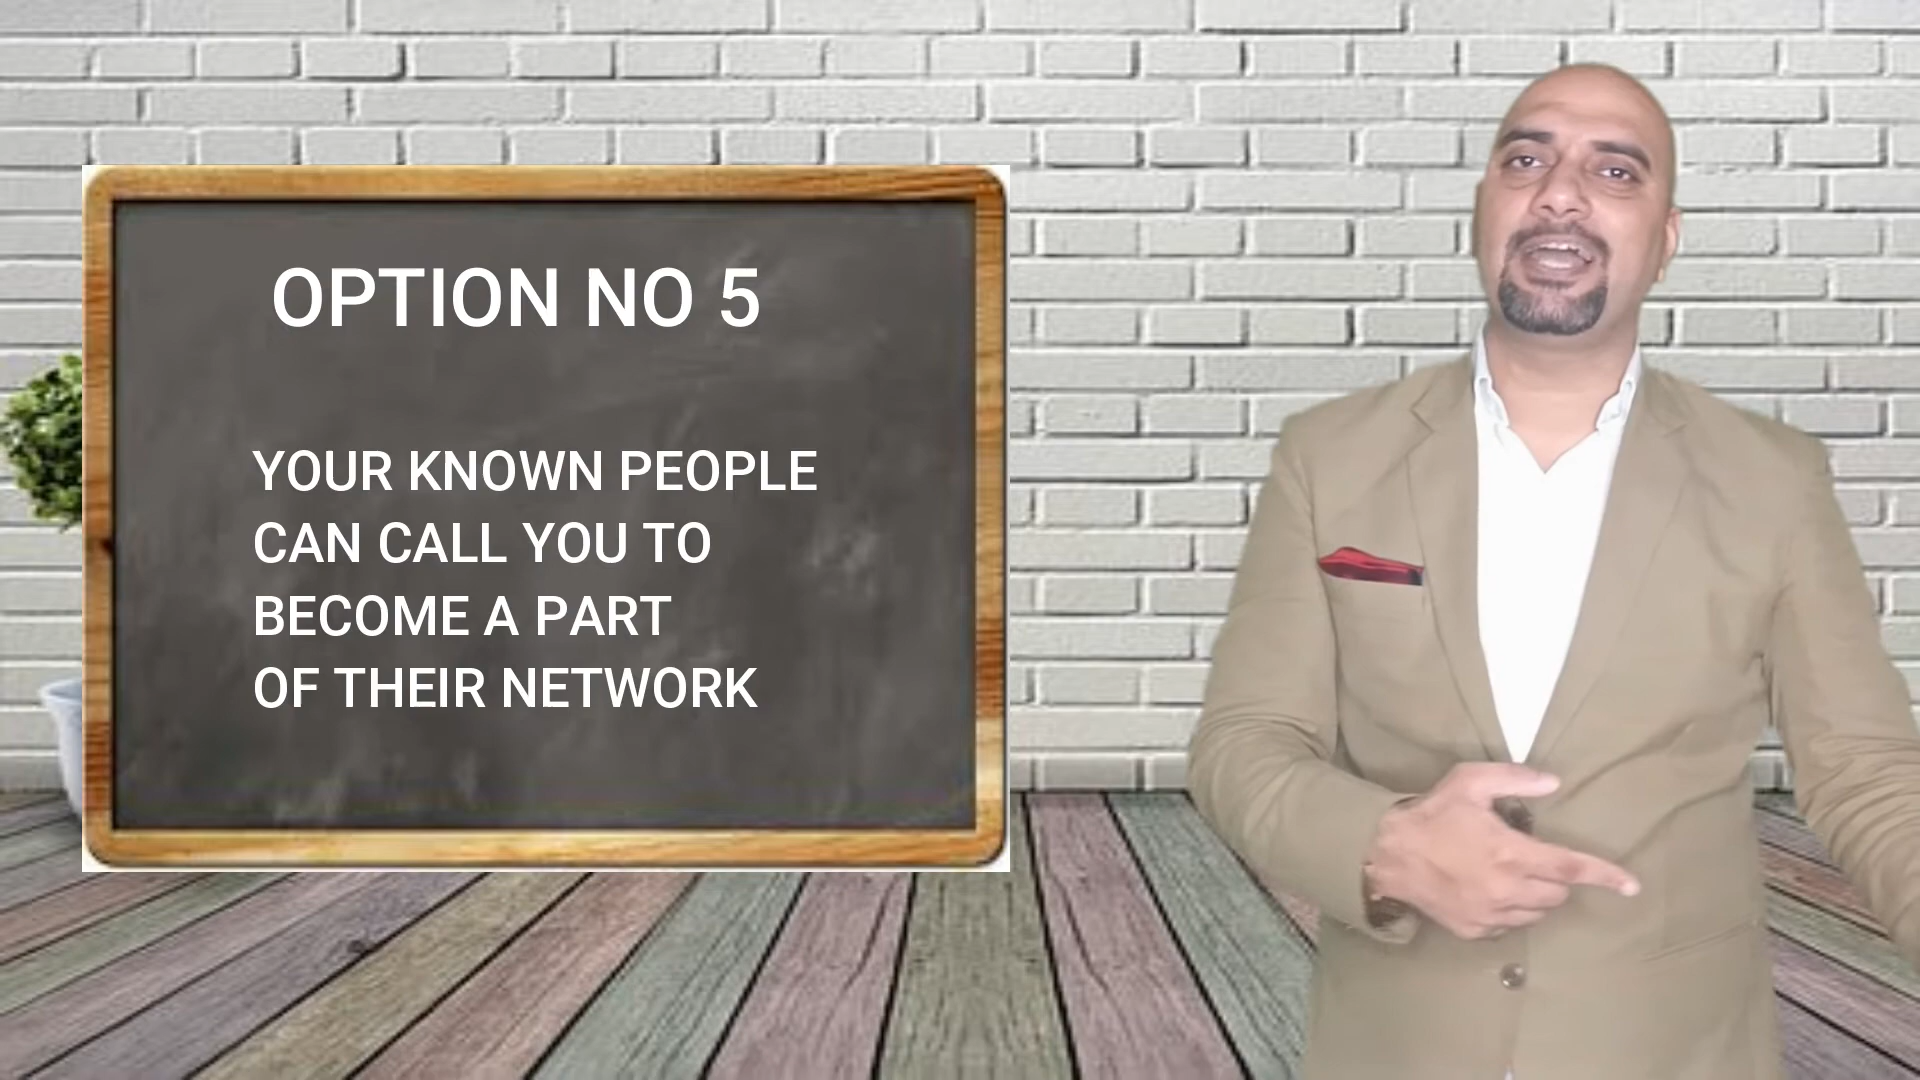 OPTION NO 5
YOUR KNOWN PEOPLE
CAN CALL YOU TO
BECOME A PART
OF THEIR NETWORK